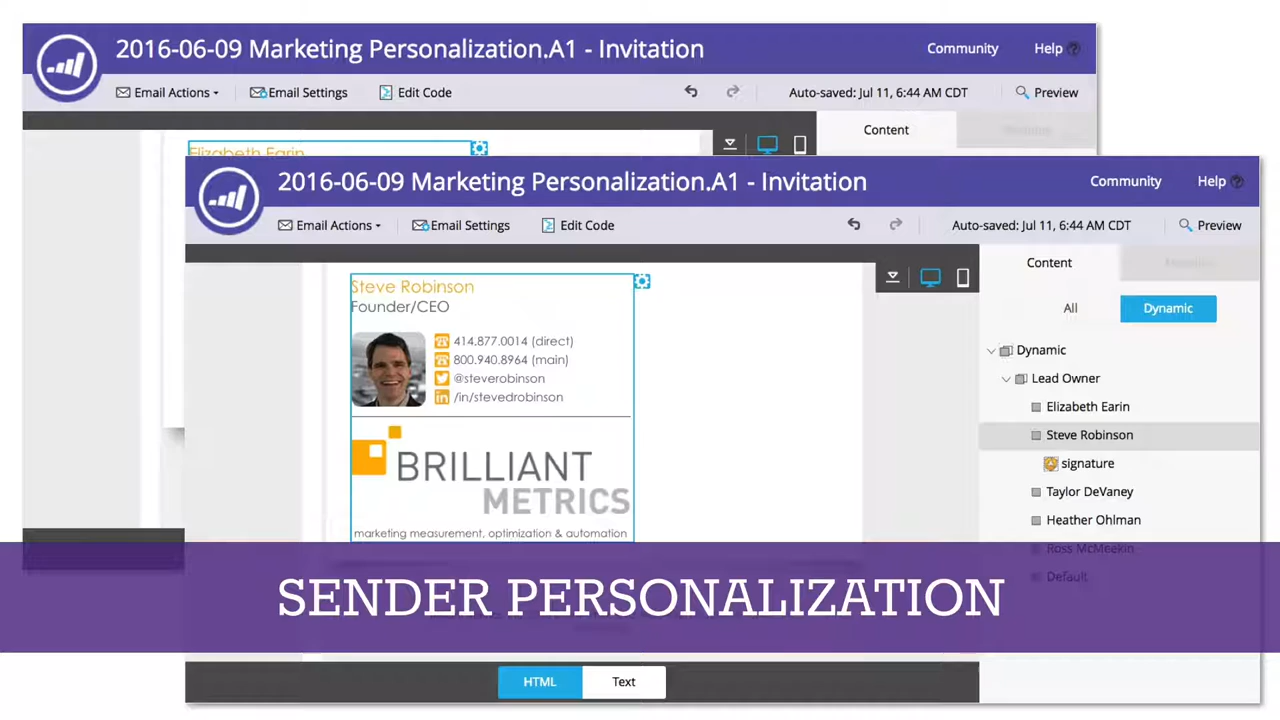 2016-06-09 Marketing Personalization.A1 - Invitation
Community
Help ?
Email Actions
Email Settings
Edit Code
Auto-saved: Jul 11, 6:44 AM CDT
Preview
Content
Elizabeth Earin
2016-06-09 Marketing Personalization.A1 - Invitation
Community
Help ?
Email Actions
Email Settings
Edit Code
Auto-saved: Jul 11, 6:44 AM CDT
Preview
Content
All
Dynamic
Steve Robinson
Founder/CEO
414.877.0014 (direct)
800.940.8964 (main)
@steverobinson
in /in/stevedrobinson
BRILLIANT
METRICS
marketing measurement, optimization & automation
Dynamic
Lead Owner
Elizabeth Earin
Steve Robinson
signature
Taylor DeVaney
Heather Ohlman
Ross McMeekin
Default
SENDER PERSONALIZATION
HTML
Text